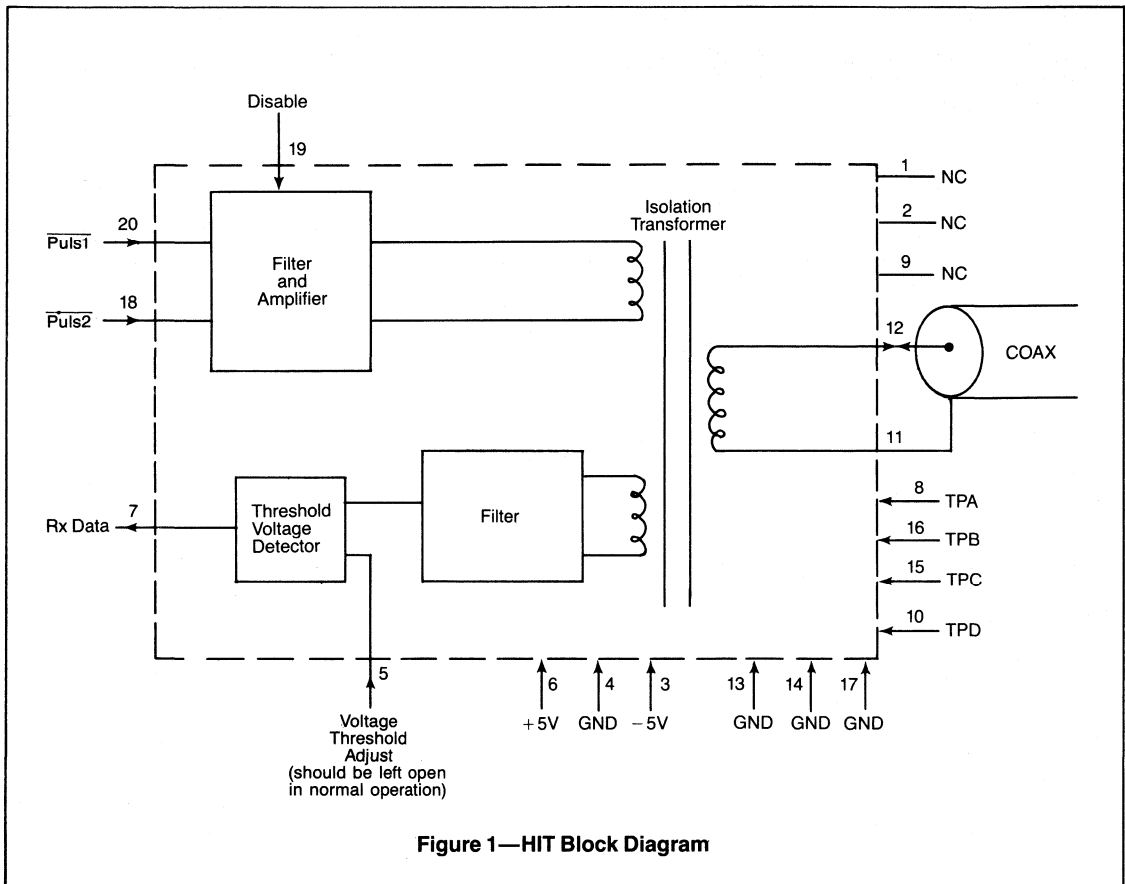 Disable
19
1
NC
2
NC
9
NC
Isolation
Transformer
20
Puls1
18
Puls2
Filter
and
Amplifier
12
COAX
11
8
TPA
16
TPB
15
TPC
10
TPD
Rx Data
7
Threshold
Voltage
Detector
Filter
5
Voltage
Threshold
Adjust
(should be left open
in normal operation)
6
+5V
4
GND
3
−5V
13
GND
14
GND
17
GND
Figure 1—HIT Block Diagram